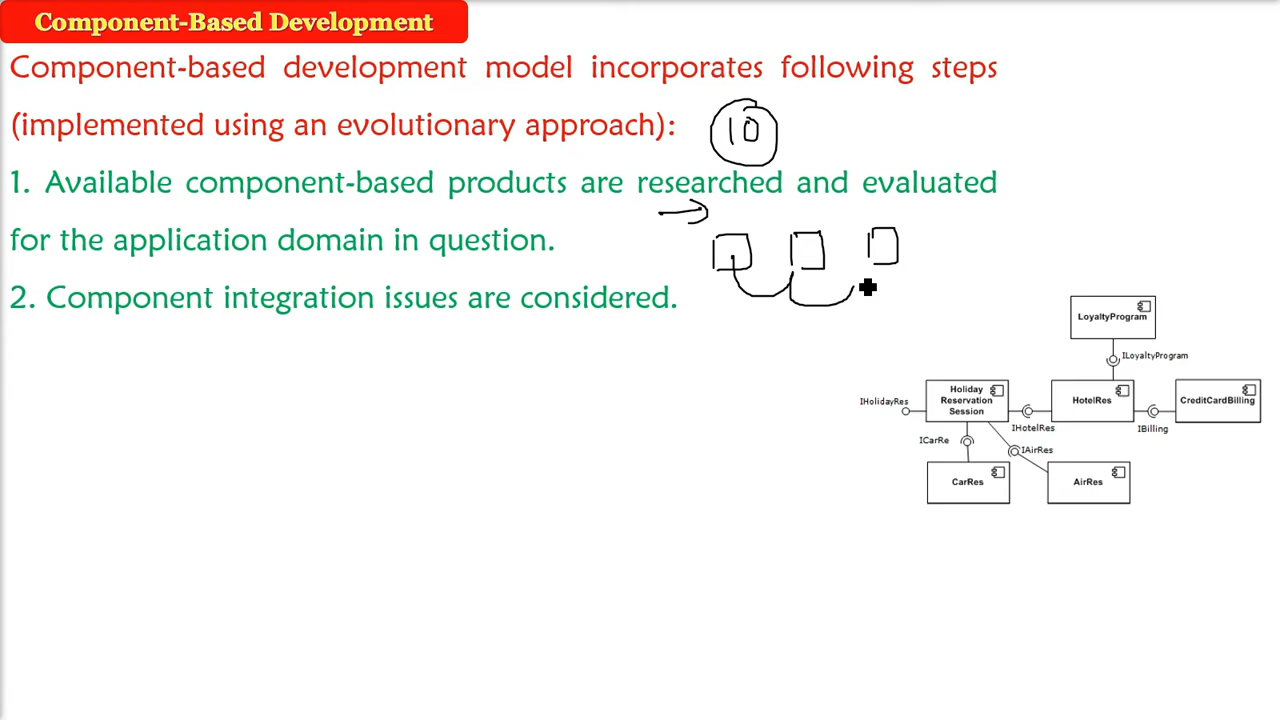 Component-Based Development
Component-based development model incorporates following steps
(implemented using an evolutionary approach):
10
1. Available component-based products are researched and evaluated
for the application domain in question.
2. Component integration issues are considered.
LoyaltyProgram
ILoyaltyProgram
Holiday
Reservation
Session
HotelRes
CreditCardBilling
IHolidayRes
IHotelRes
IBilling
ICarRe
IAirRes
CarRes
AirRes